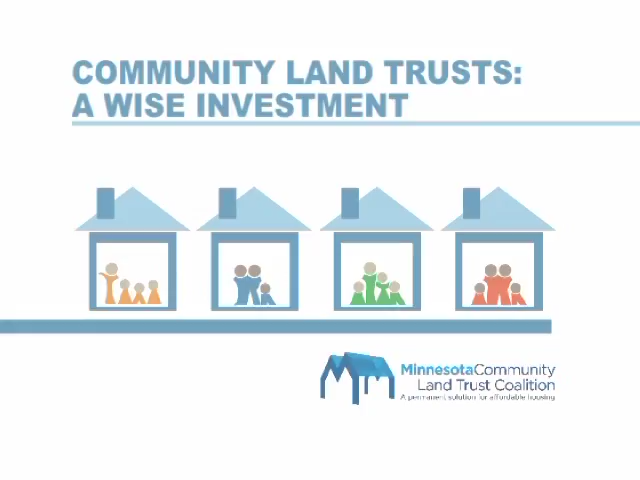 COMMUNITY LAND TRUSTS:
A WISE INVESTMENT
MinnesotaCommunity
Land Trust Coalition
A permanent solution for affordable housing